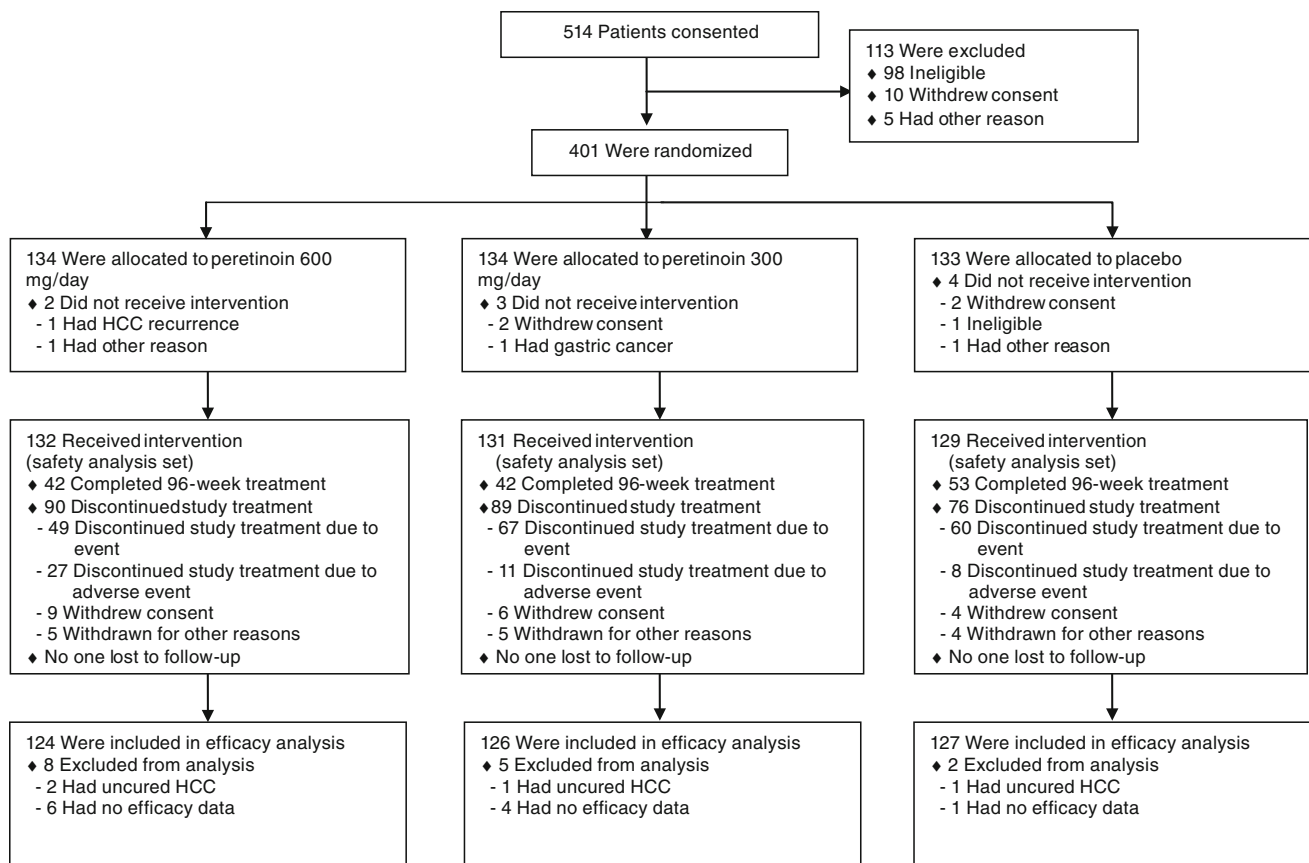 514 Patients consented
113 Were excluded
♦ 98 Ineligible
♦ 10 Withdrew consent
♦ 5 Had other reason
401 Were randomized
134 Were allocated to peretinoin 600
mg/day
♦ 2 Did not receive intervention
- 1 Had HCC recurrence
- 1 Had other reason
134 Were allocated to peretinoin 300
mg/day
♦ 3 Did not receive intervention
- 2 Withdrew consent
- 1 Had gastric cancer
133 Were allocated to placebo
♦ 4 Did not receive intervention
- 2 Withdrew consent
- 1 Ineligible
- 1 Had other reason
132 Received intervention
(safety analysis set)
♦ 42 Completed 96-week treatment
♦ 90 Discontinued study treatment
- 49 Discontinued study treatment due to
event
- 27 Discontinued study treatment due to
adverse event
- 9 Withdrew consent
- 5 Withdrawn for other reasons
♦ No one lost to follow-up
131 Received intervention
(safety analysis set)
♦ 42 Completed 96-week treatment
♦ 89 Discontinued study treatment
- 67 Discontinued study treatment due to
event
- 11 Discontinued study treatment due to
adverse event
- 6 Withdrew consent
- 5 Withdrawn for other reasons
♦ No one lost to follow-up
129 Received intervention
(safety analysis set)
♦ 53 Completed 96-week treatment
♦ 76 Discontinued study treatment
- 60 Discontinued study treatment due to
event
- 8 Discontinued study treatment due to
adverse event
- 4 Withdrew consent
- 4 Withdrawn for other reasons
♦ No one lost to follow-up
124 Were included in efficacy analysis
♦ 8 Excluded from analysis
- 2 Had uncured HCC
- 6 Had no efficacy data
126 Were included in efficacy analysis
♦ 5 Excluded from analysis
- 1 Had uncured HCC
- 4 Had no efficacy data
127 Were included in efficacy analysis
♦ 2 Excluded from analysis
- 1 Had uncured HCC
- 1 Had no efficacy data